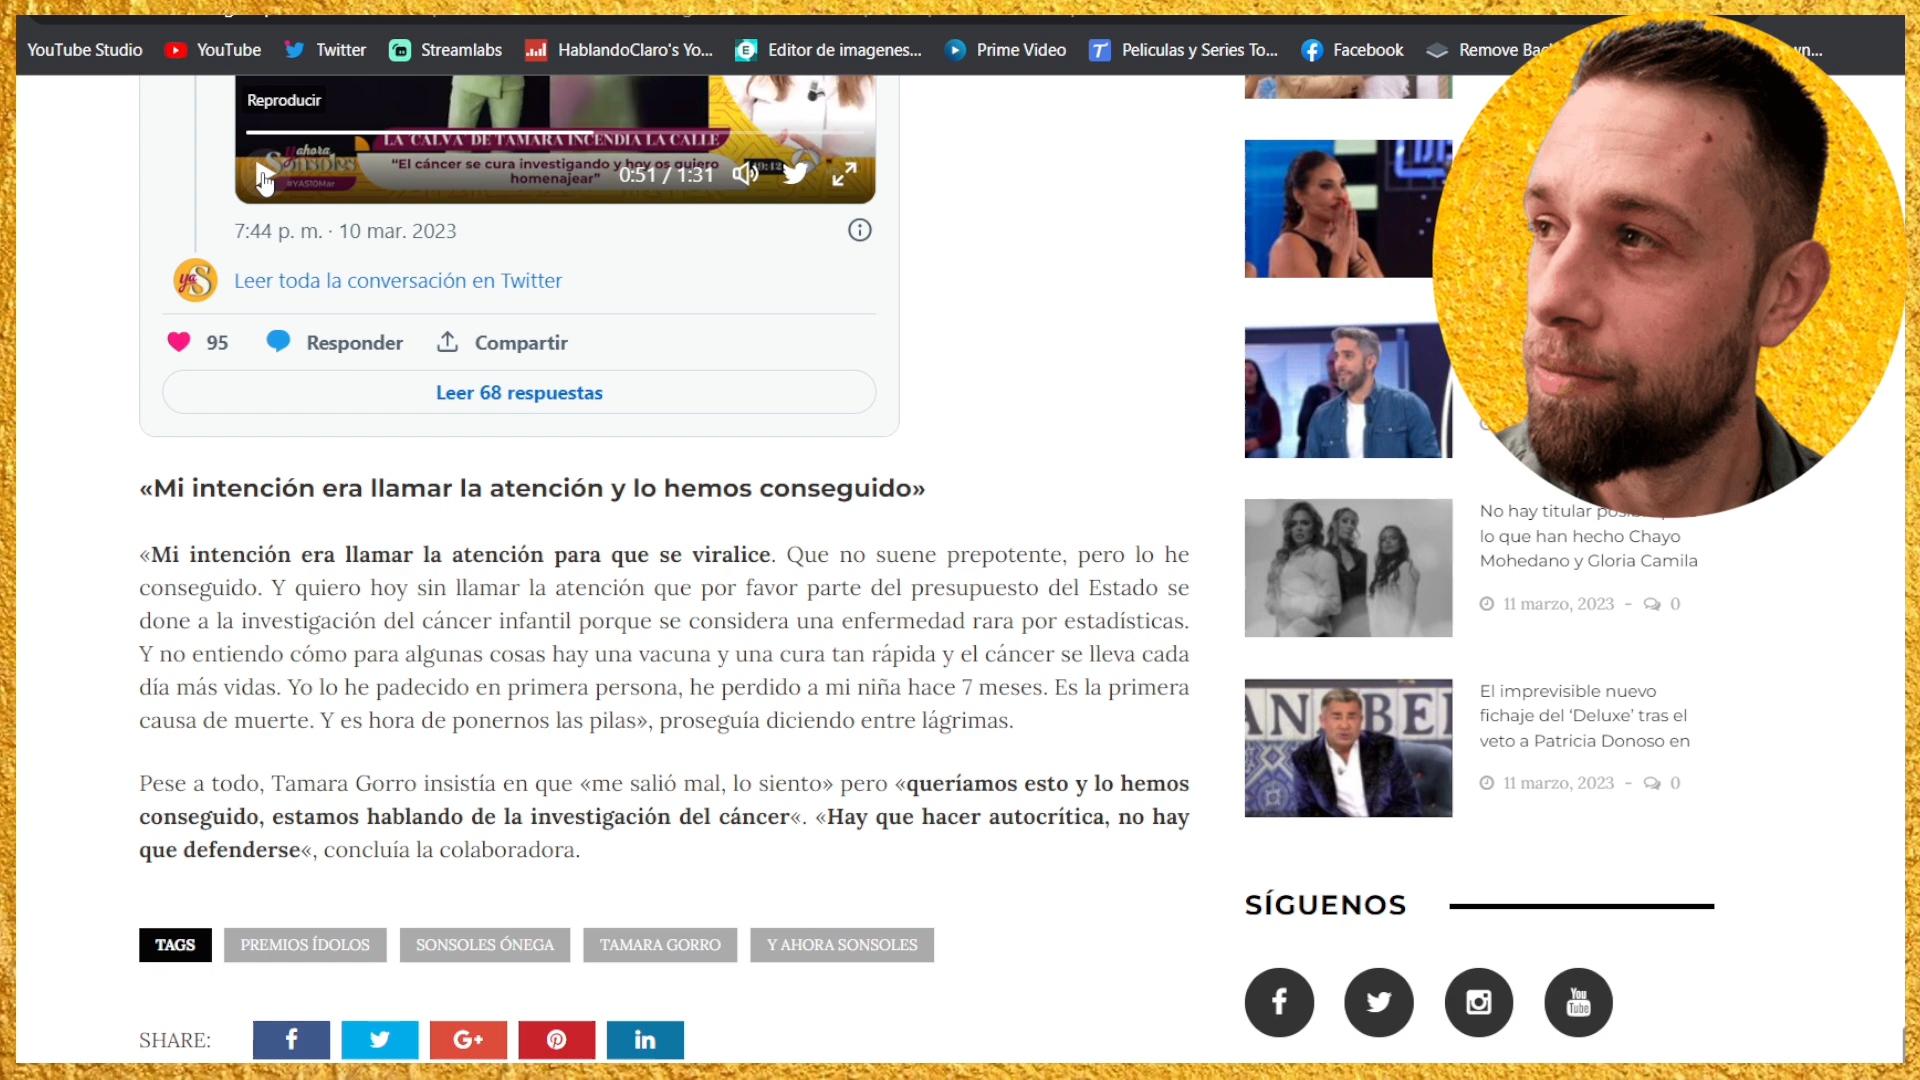 YouTube Studio
YouTube
Twitter
Streamlabs
HablandoClaro's Yo...
Editor de imagenes...
Prime Video
Peliculas y Series To...
Facebook
Remove
Reproducir
LA CALVA DE TAMARA INCENDIA LA CALLE
ahora
Sonsoles
#YAS10Mar
"El cáncer se cura investigando y hoy os quiero
homenajear"
0:51 / 1:31
7:44 p. m. · 10 mar. 2023
yaS
Leer toda la conversación en Twitter
95
Responder
Compartir
Leer 68 respuestas
«Mi intención era llamar la atención y lo hemos conseguido»
«Mi intención era llamar la atención para que se viralice. Que no suene prepotente, pero lo he
conseguido. Y quiero hoy sin llamar la atención que por favor parte del presupuesto del Estado se
done a la investigación del cáncer infantil porque se considera una enfermedad rara por estadísticas.
Y no entiendo cómo para algunas cosas hay una vacuna y una cura tan rápida y el cáncer se lleva cada
día más vidas. Yo lo he padecido en primera persona, he perdido a mi niña hace 7 meses. Es la primera
causa de muerte. Y es hora de ponernos las pilas», proseguía diciendo entre lágrimas.
Pese a todo, Tamara Gorro insistía en que «me salió mal, lo siento» pero «queríamos esto y lo hemos
conseguido, estamos hablando de la investigación del cáncer«. «Hay que hacer autocrítica, no hay
que defenderse«, concluía la colaboradora.
TAGS
PREMIOS ÍDOLOS
SONSOLES ÓNEGA
TAMARA GORRO
Y AHORA SONSOLES
SHARE:
No hay titular
lo que han hecho Chayo
Mohedano y Gloria Camila
11 marzo, 2023 - 0
El imprevisible nuevo
fichaje del 'Deluxe' tras el
veto a Patricia Donoso en
11 marzo, 2023 - 0
SÍGUENOS
You
Tube